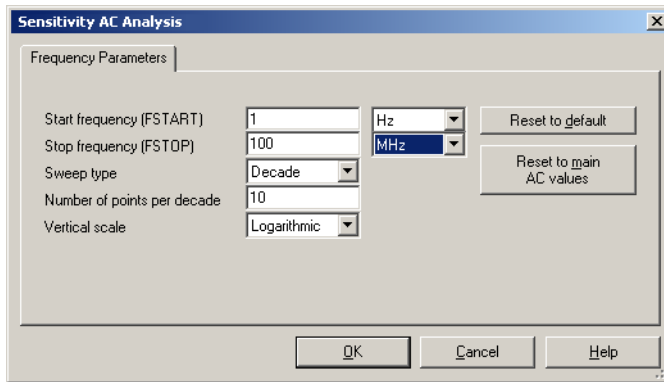 Sensitivity AC Analysis
Frequency Parameters
Start frequency (FSTART) 1 Hz Reset to default
Stop frequency (FSTOP) 100 MHz
Sweep type Decade Reset to main
AC values
Number of points per decade 10
Vertical scale Logarithmic
OK Cancel Help